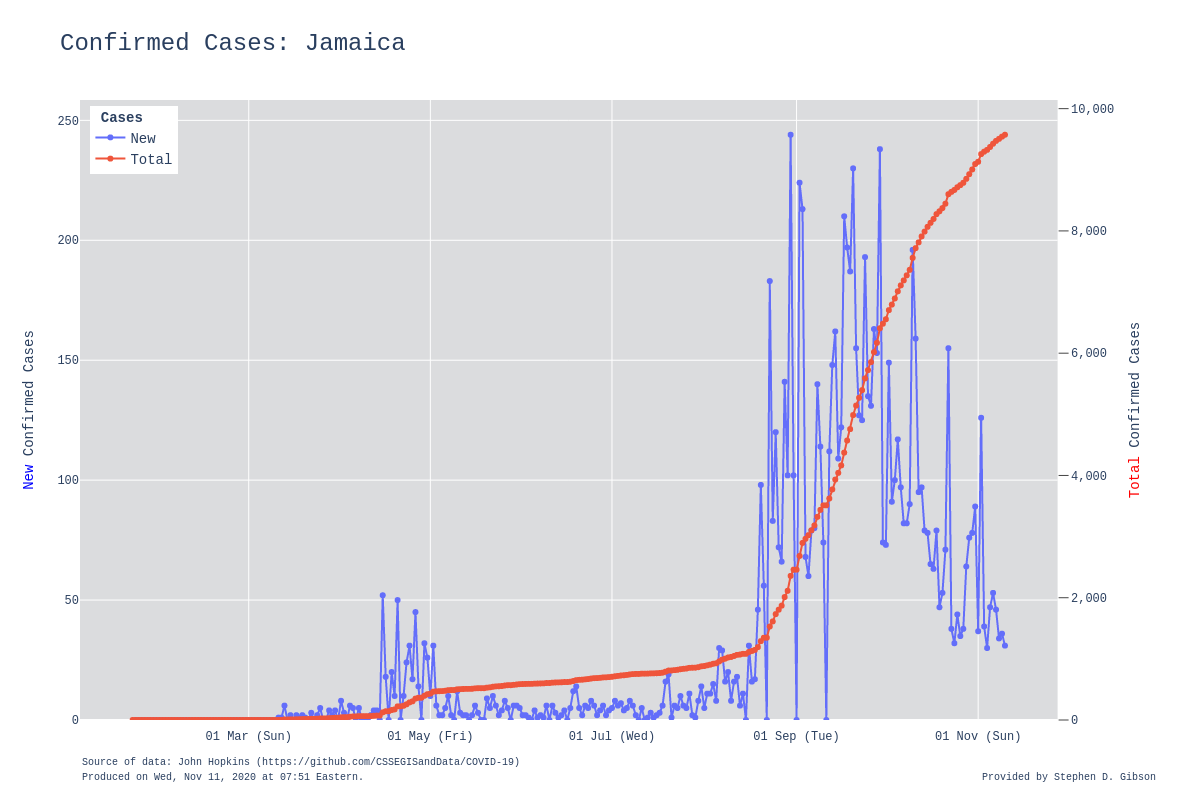 Confirmed Cases: Jamaica
Cases
New
Total
250
200
150
100
50
0
10,000
8,000
6,000
4,000
2,000
0
New Confirmed Cases
Total Confirmed Cases
01 Mar (Sun)
01 May (Fri)
01 Jul (Wed)
01 Sep (Tue)
01 Nov (Sun)
Source of data: John Hopkins (https://github.com/CSSEGISandData/COVID-19)
Produced on Wed, Nov 11, 2020 at 07:51 Eastern.
Provided by Stephen D. Gibson